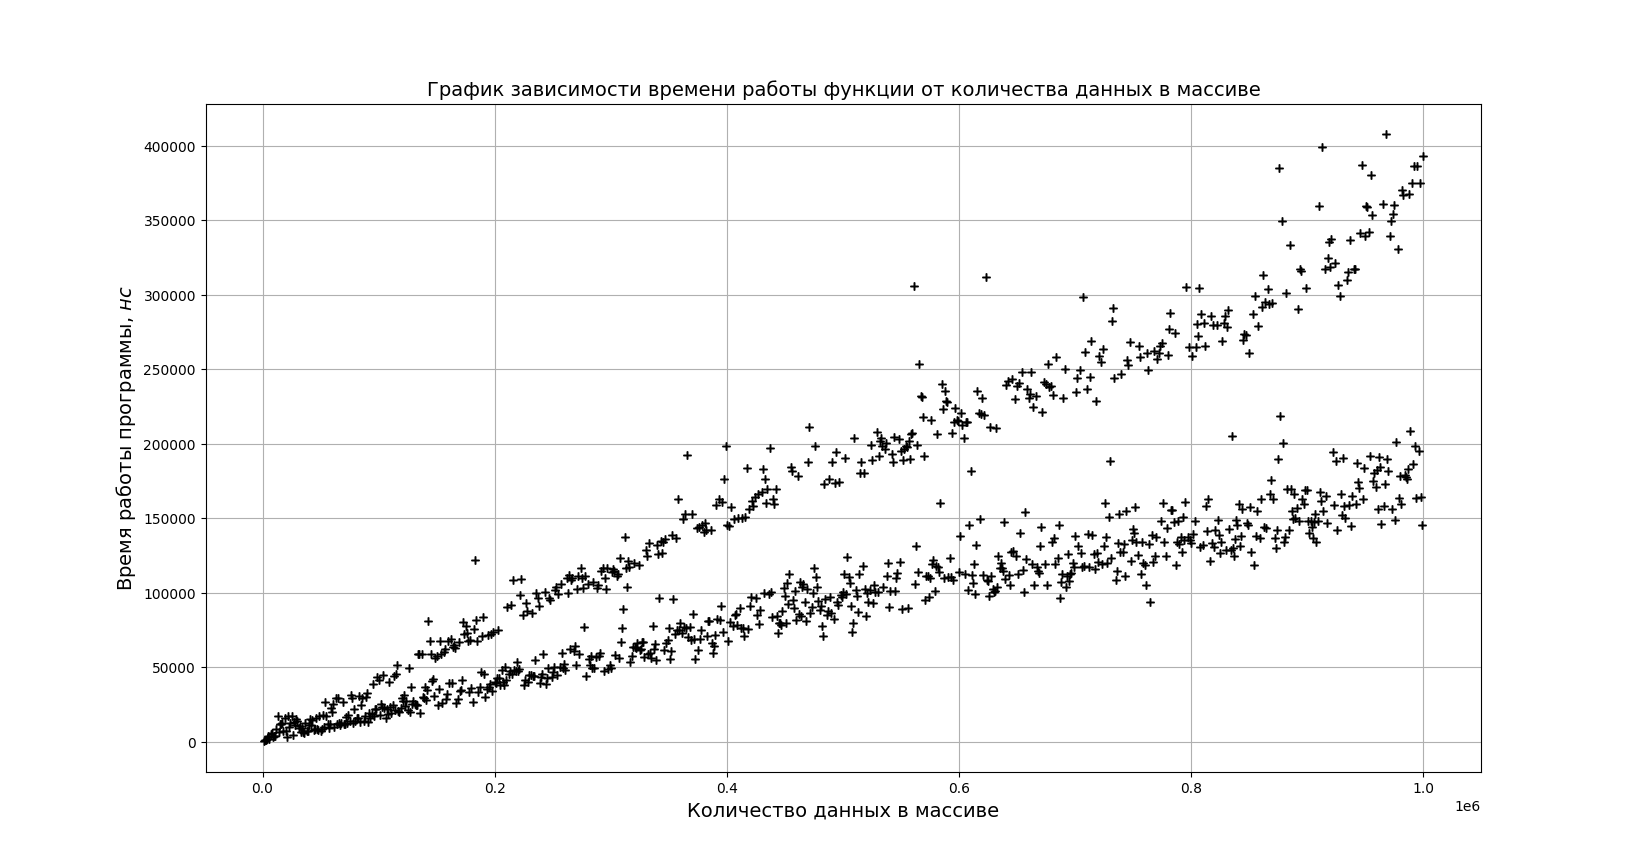 График зависимости времени работы функции от количества данных в массиве
Время работы программы, нс
400000
350000
300000
250000
200000
150000
100000
50000
0
0.0 0.2 0.4 0.6 0.8 1.0
1e6
Количество данных в массиве